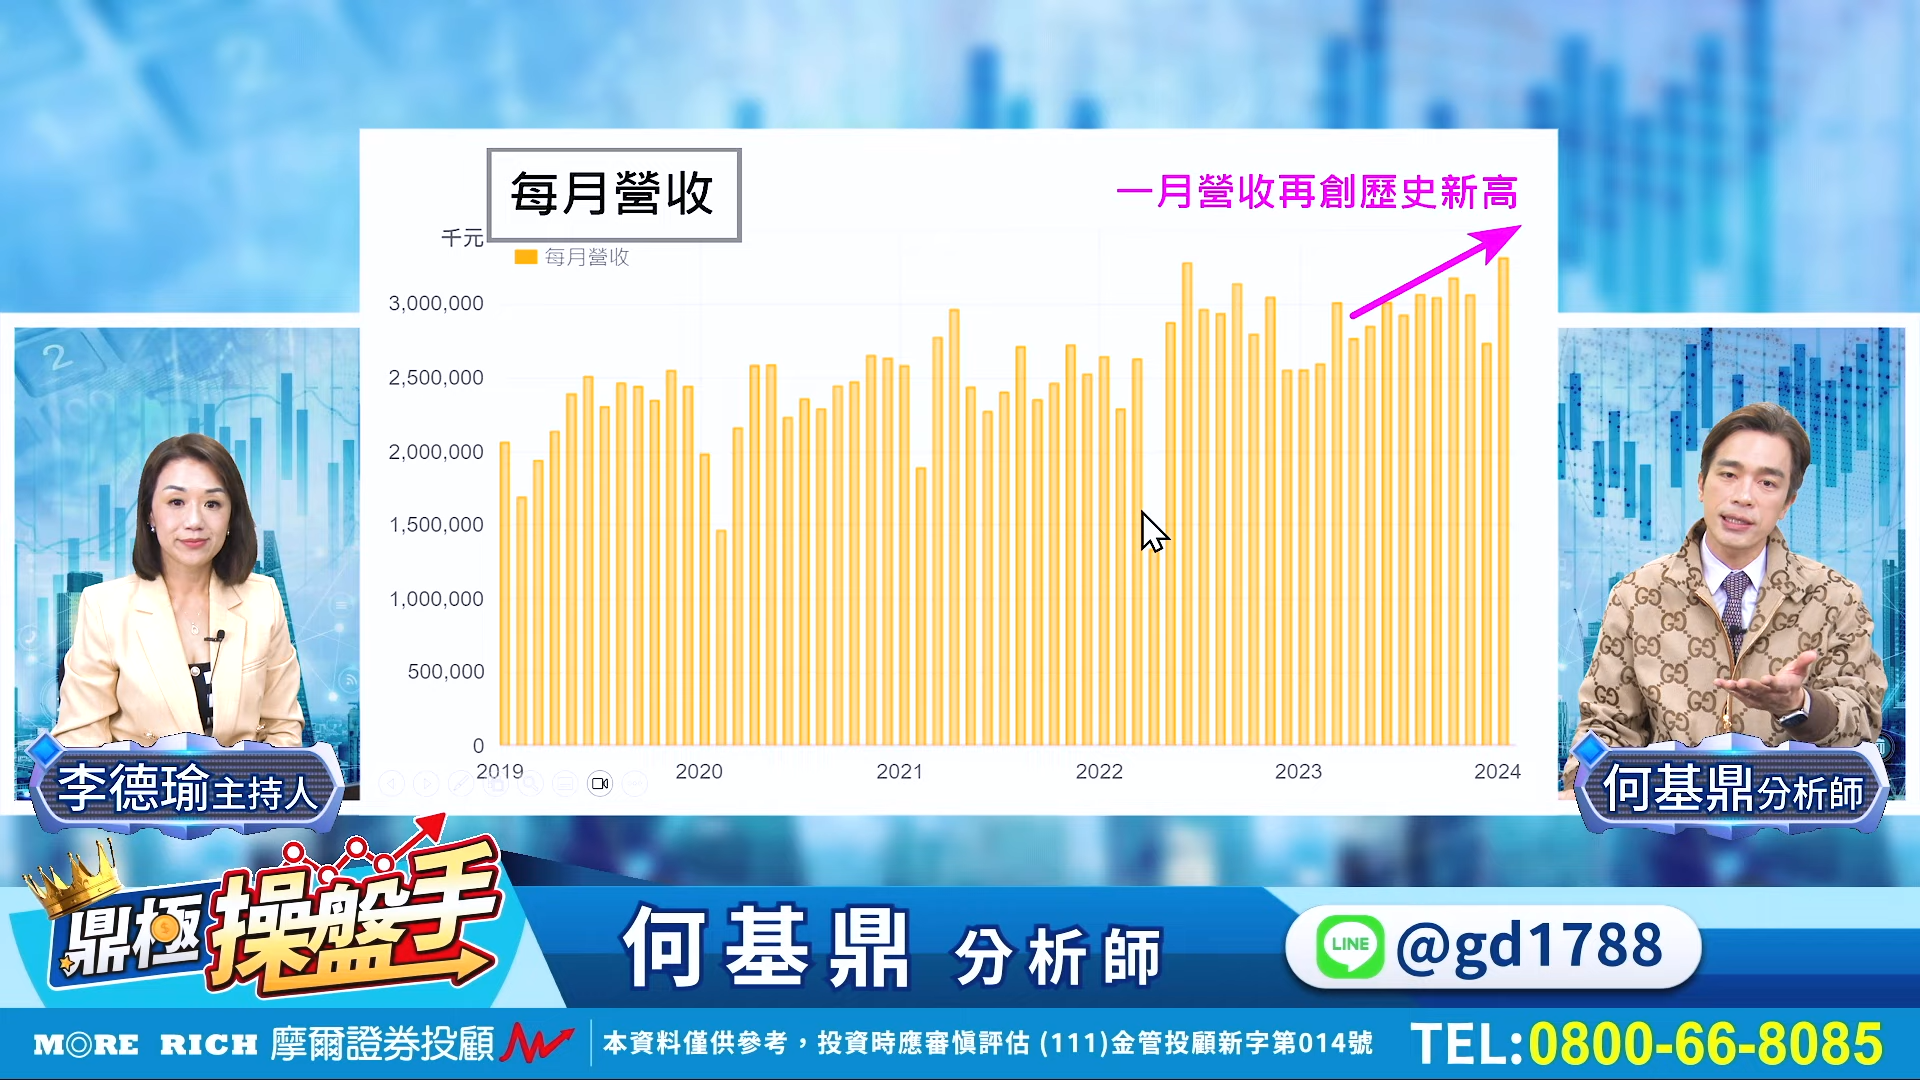 每月營收
一月營收再創歷史新高
千元
每月營收
3,000,000
2,500,000
2,000,000
1,500,000
1,000,000
500,000
0
2019 2020 2021 2022 2023 2024
2
李德瑜主持人
何基鼎分析師
鼎極操盤手
何基鼎 分析師
LINE @gd1788
MORE RICH 摩爾證券投顧
本資料僅供參考，投資時應審慎評估 (111)金管投顧新字第014號
TEL:0800-66-8085